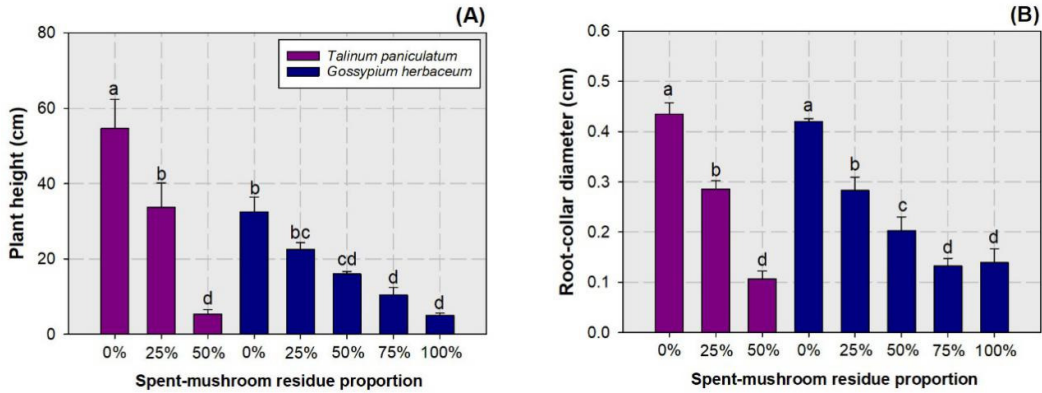 (A)
Plant height (cm)
80
60
40
20
0
Talinum paniculatum
Gossypium herbaceum
a
b
d
b
bc
cd
d
d
0% 25% 50% 0% 25% 50% 75% 100%
Spent-mushroom residue proportion
(B)
Root-collar diameter (cm)
0.6
0.5
0.4
0.3
0.2
0.1
0.0
a
b
d
a
b
c
d
d
0% 25% 50% 0% 25% 50% 75% 100%
Spent-mushroom residue proportion